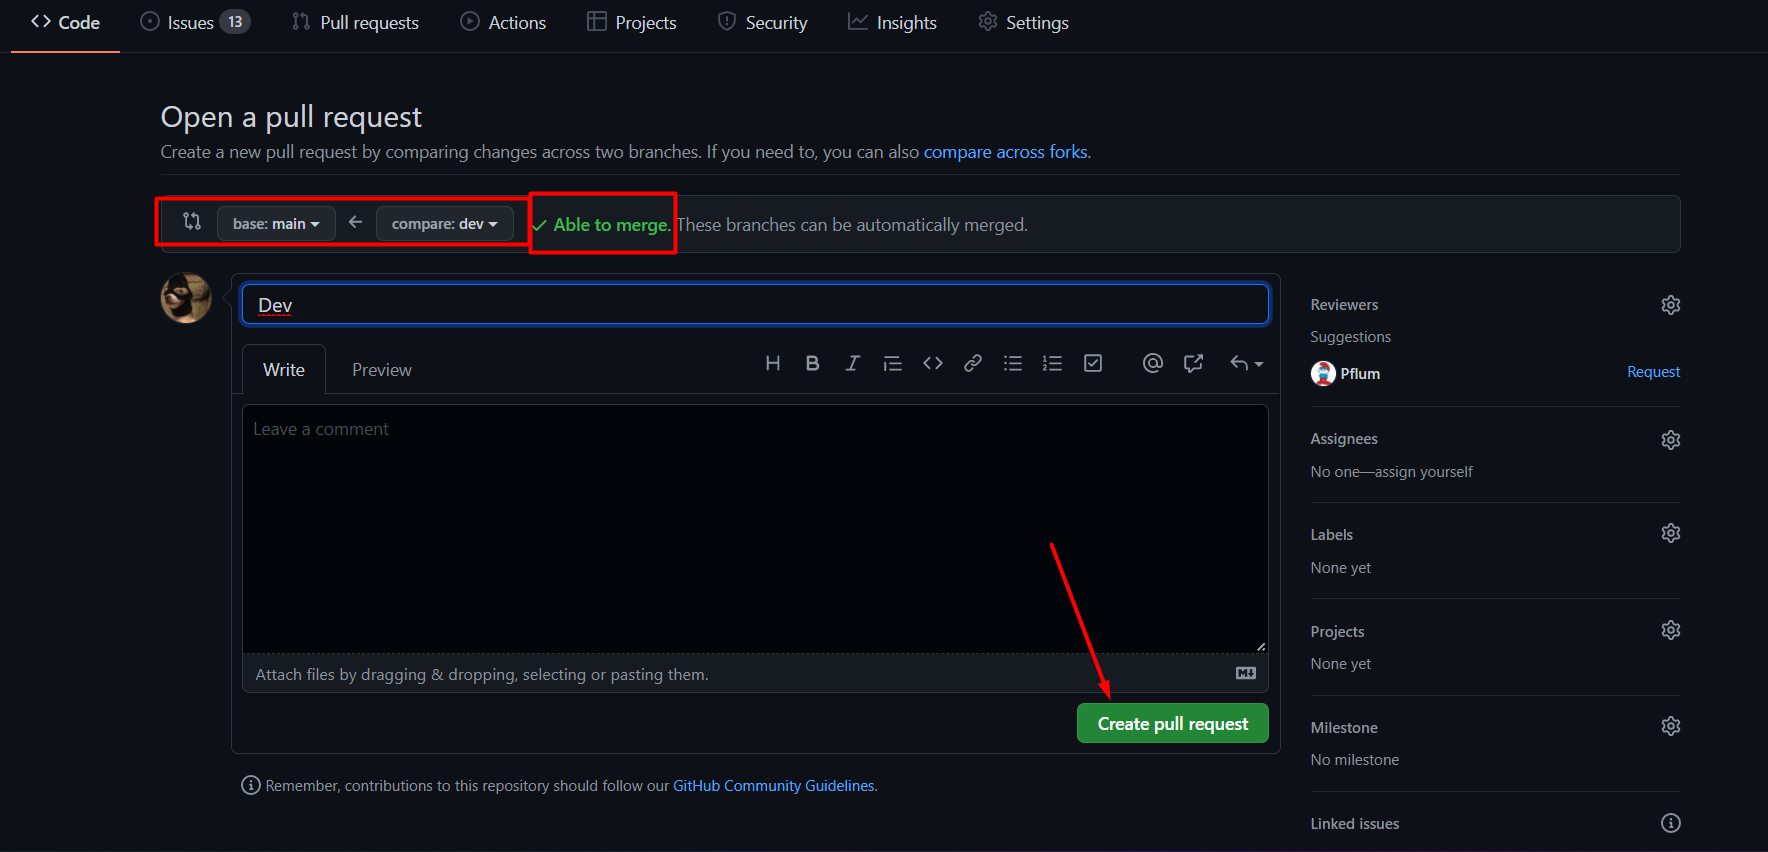 Code Issues 13 Pull requests Actions Projects Security Insights Settings
Open a pull request
Create a new pull request by comparing changes across two branches. If you need to, you can also compare across forks.
base: main compare: dev Able to merge. These branches can be automatically merged.
Dev
Write Preview
Leave a comment
Attach files by dragging & dropping, selecting or pasting them.
Create pull request
Remember, contributions to this repository should follow our GitHub Community Guidelines.
Reviewers
Suggestions
Pflum Request
Assignees
No one—assign yourself
Labels
None yet
Projects
None yet
Milestone
No milestone
Linked issues